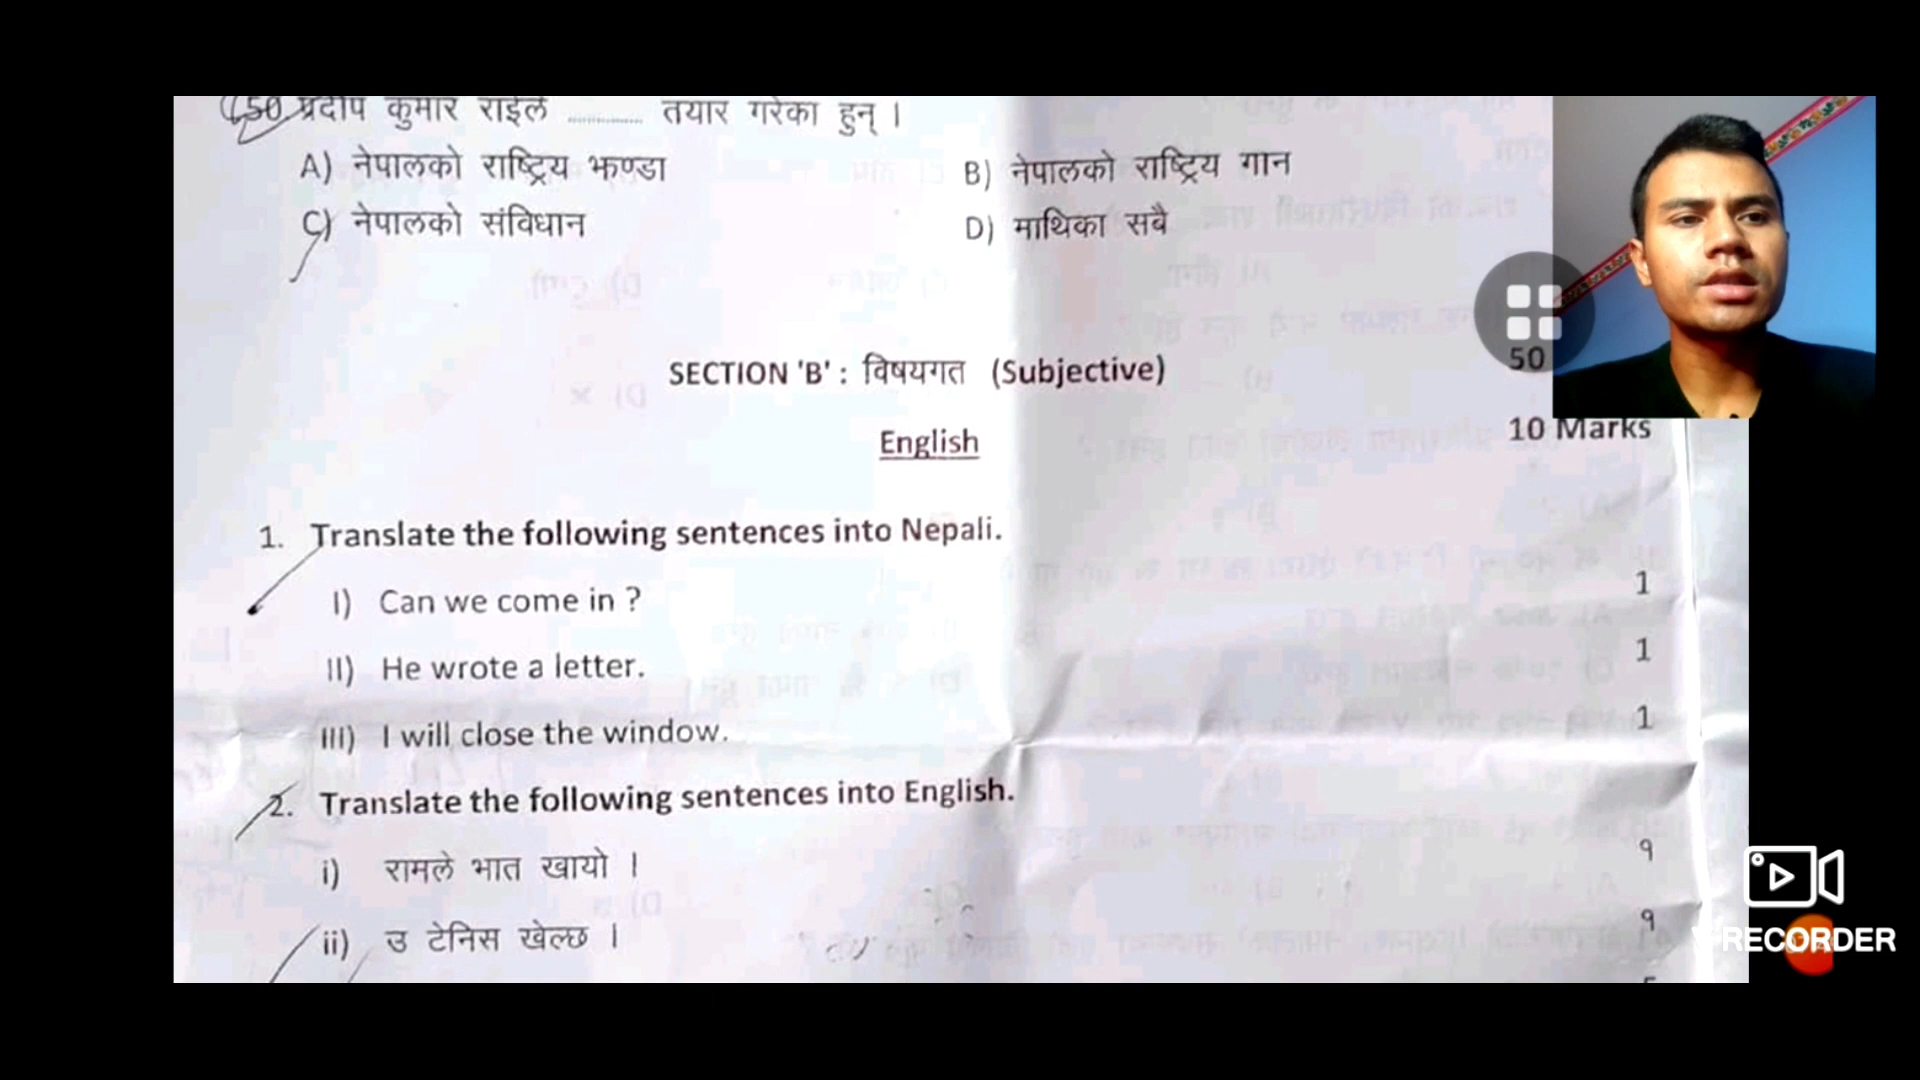 50 प्रदीप कुमार राईले .............. तयार गरेका हुन् ।
A) नेपालको राष्ट्रिय झण्डा B) नेपालको राष्ट्रिय गान
C) नेपालको संविधान D) माथिका सबै
SECTION 'B' : विषयगत (Subjective) 50
English 10 Marks
1. Translate the following sentences into Nepali.
I) Can we come in ? 1
II) He wrote a letter. 1
III) I will close the window. 1
2. Translate the following sentences into English.
i) रामले भात खायो । १
ii) उ टेनिस खेल्छ । १
RECORDER